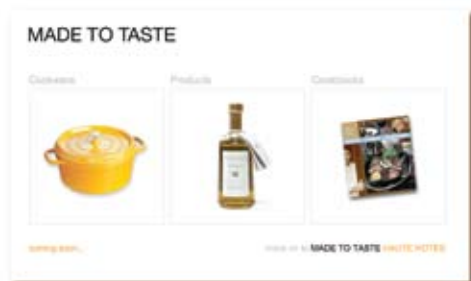 MADE TO TASTE
Cookware Products Cookbooks
coming soon... MADE TO TASTE HAUTE NOTES